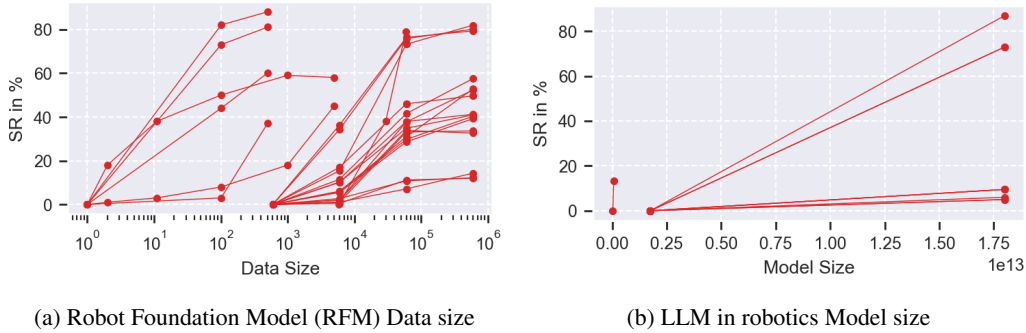 80
60
40
20
0
SR in %
10^0 10^1 10^2 10^3 10^4 10^5 10^6
Data Size
(a) Robot Foundation Model (RFM) Data size
80
60
40
20
0
SR in %
0.00 0.25 0.50 0.75 1.00 1.25 1.50 1.75
1e13
Model Size
(b) LLM in robotics Model size